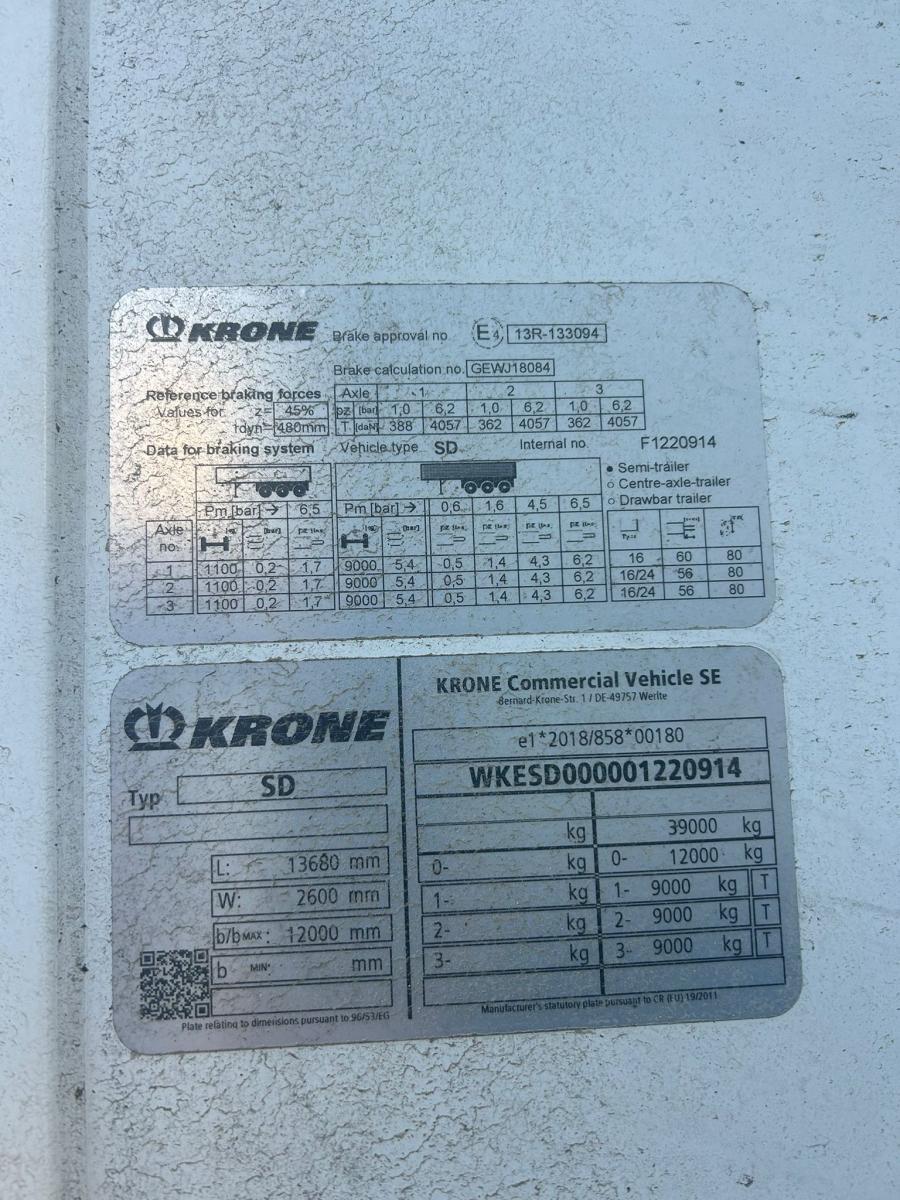 KRONE Brake approval no E4 13R-133094
Brake calculation no. GEWJ18084
Reference braking forces Axle 1 2 3
Values for z= 45% pz [bar] 1,0 6,2 1,0 6,2 1,0 6,2
rdyn= 480mm T [daN] 388 4057 362 4057 362 4057
Data for braking system Vehicle type SD Internal no F1220914
• Semi-trailer
○ Centre-axle-trailer
○ Drawbar trailer
Pm [bar] → 6,5 Pm [bar] → 0,6 1,6 4,5 6,5
Axle
no.
[bar] [bar]
1 1100 0,2 1,7 9000 5,4 0,5 1,4 4,3 6,2 16 60 80
2 1100 0,2 1,7 9000 5,4 0,5 1,4 4,3 6,2 16/24 56 80
3 1100 0,2 1,7 9000 5,4 0,5 1,4 4,3 6,2 16/24 56 80
KRONE
Typ SD
L: 13680 mm
W: 2600 mm
b/b MAX: 12000 mm
b MIN: mm
Plate relating to dimensions pursuant to 96/53/EG
KRONE Commercial Vehicle SE
Bernard-Krone-Str. 1 / DE-49757 Werlte
e1*2018/858*00180
WKESD000001220914
kg 39000 kg
0- kg 0- 12000 kg
1- kg 1- 9000 kg T
2- kg 2- 9000 kg T
3- kg 3- 9000 kg T
Manufacturer's statutory plate pursuant to CR (EU) 19/2011